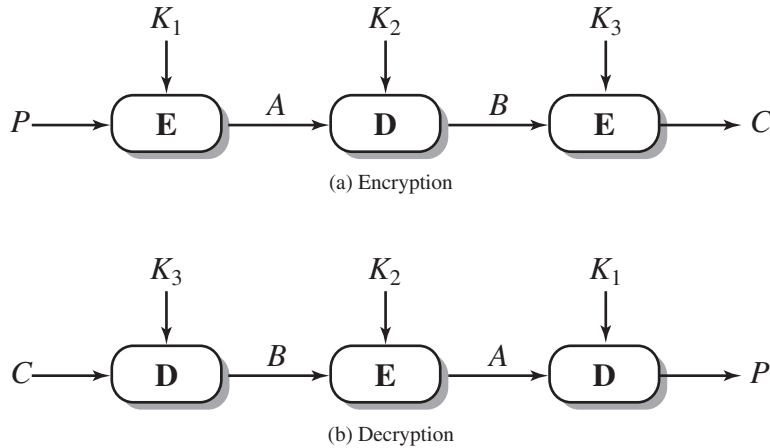 K1 K2 K3
P E A D B E C
(a) Encryption
K3 K2 K1
C D B E A D P
(b) Decryption